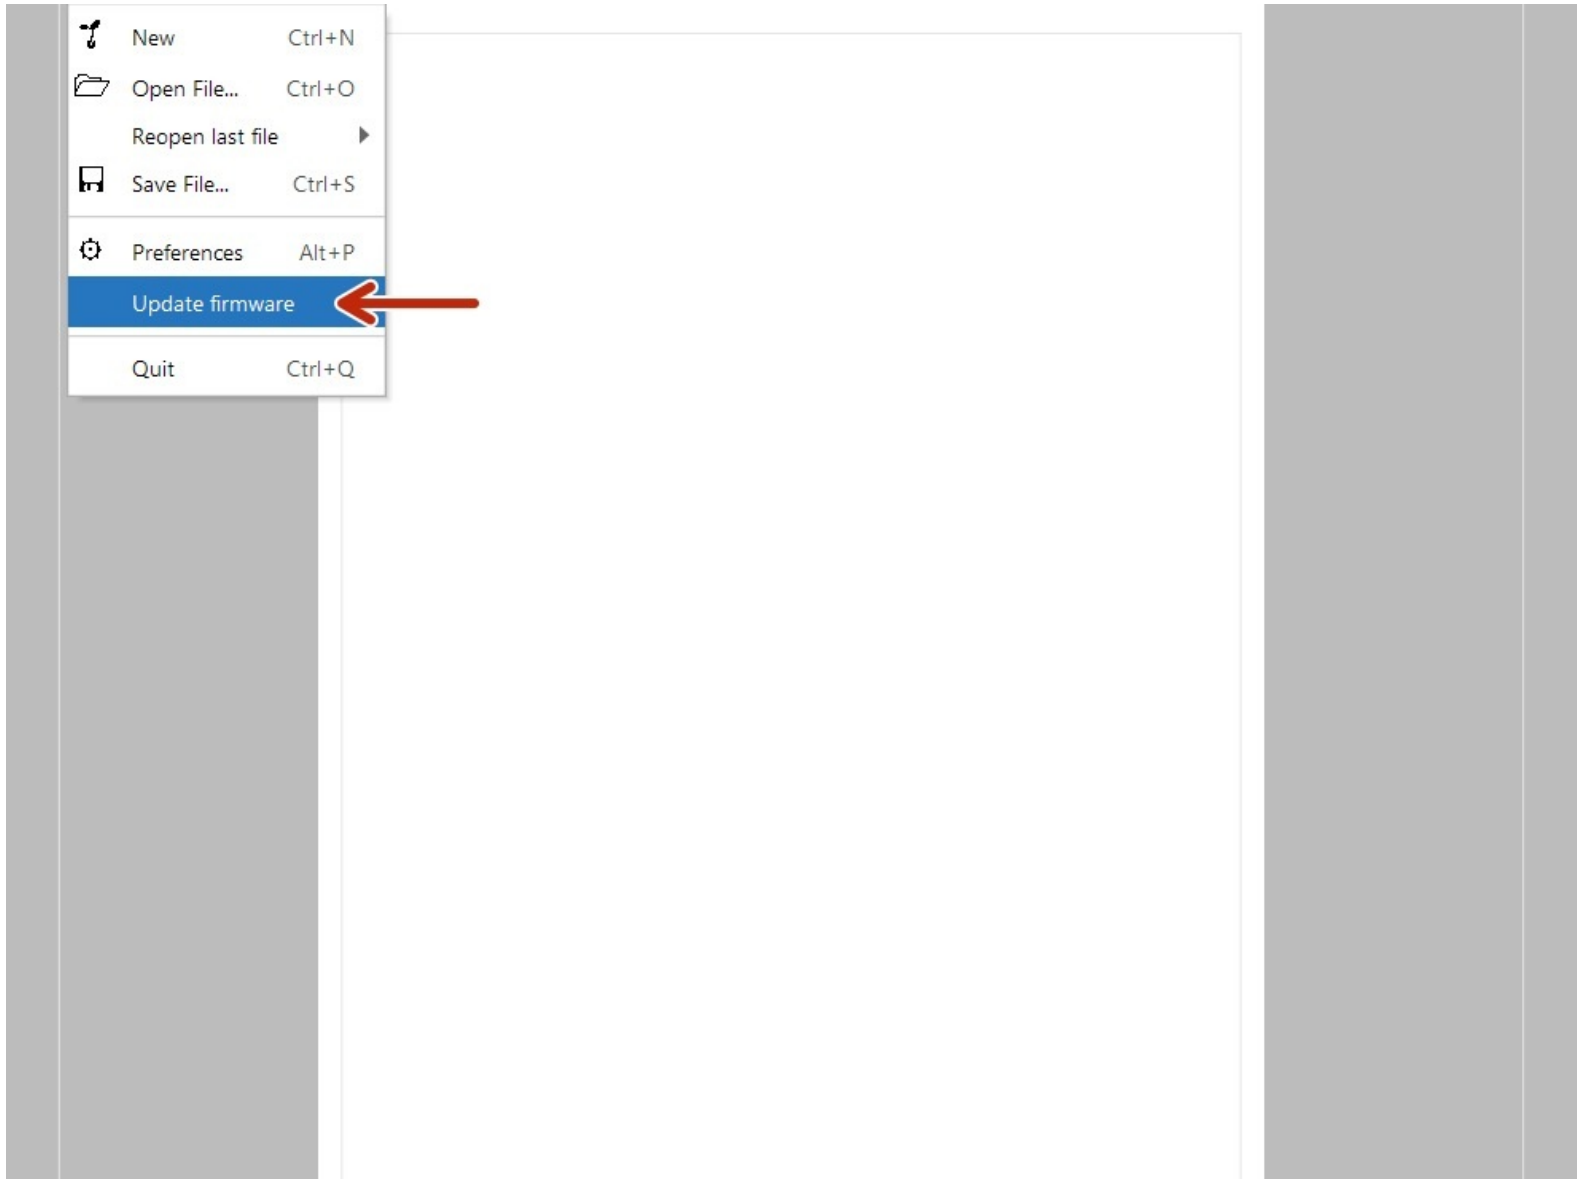 New Ctrl+N
Open File... Ctrl+O
Reopen last file
Save File... Ctrl+S
Preferences Alt+P
Update firmware
Quit Ctrl+Q